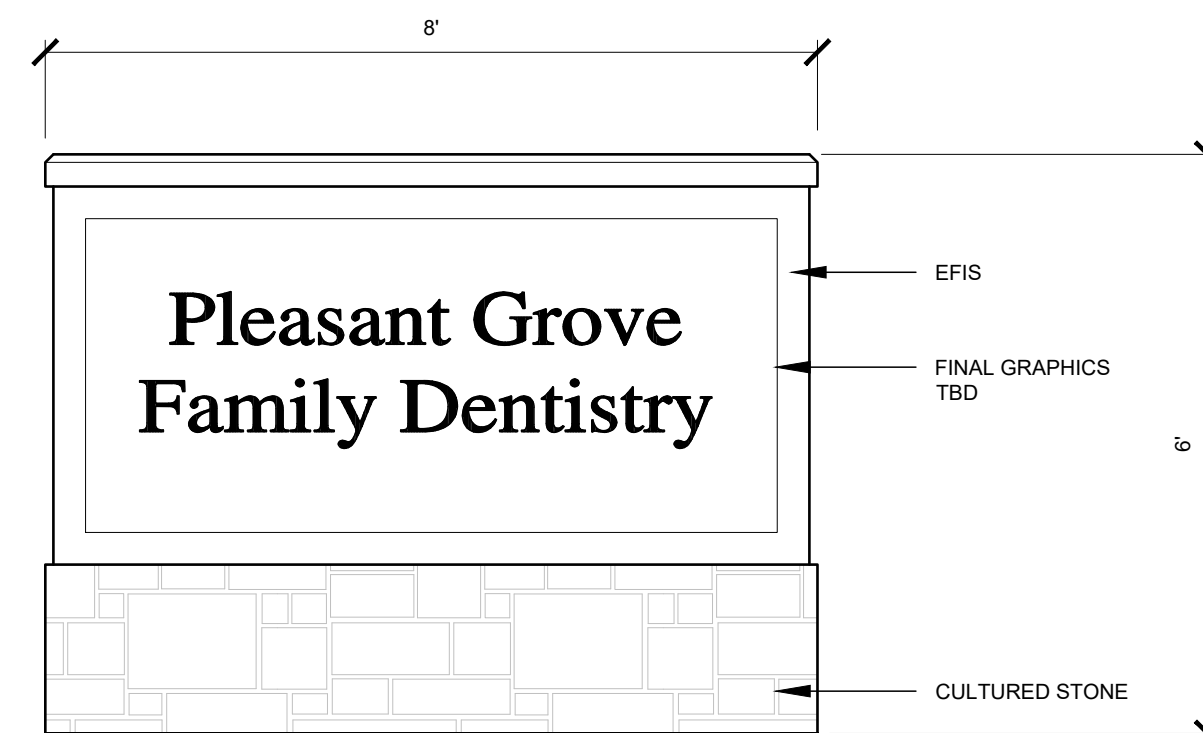 8'
Pleasant Grove
Family Dentistry
EFIS
FINAL GRAPHICS
TBD
6'
CULTURED STONE